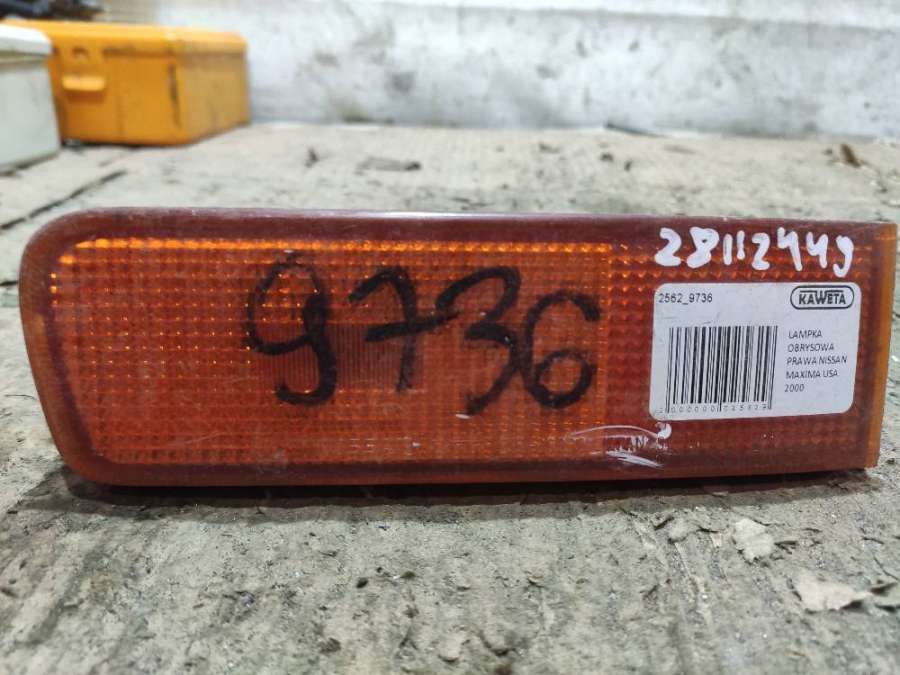 28112449
9736
2562_9736
KAWETA
LAMPKA
OBRYSOWA
PRAWA NISSAN
MAXIMA USA
2000